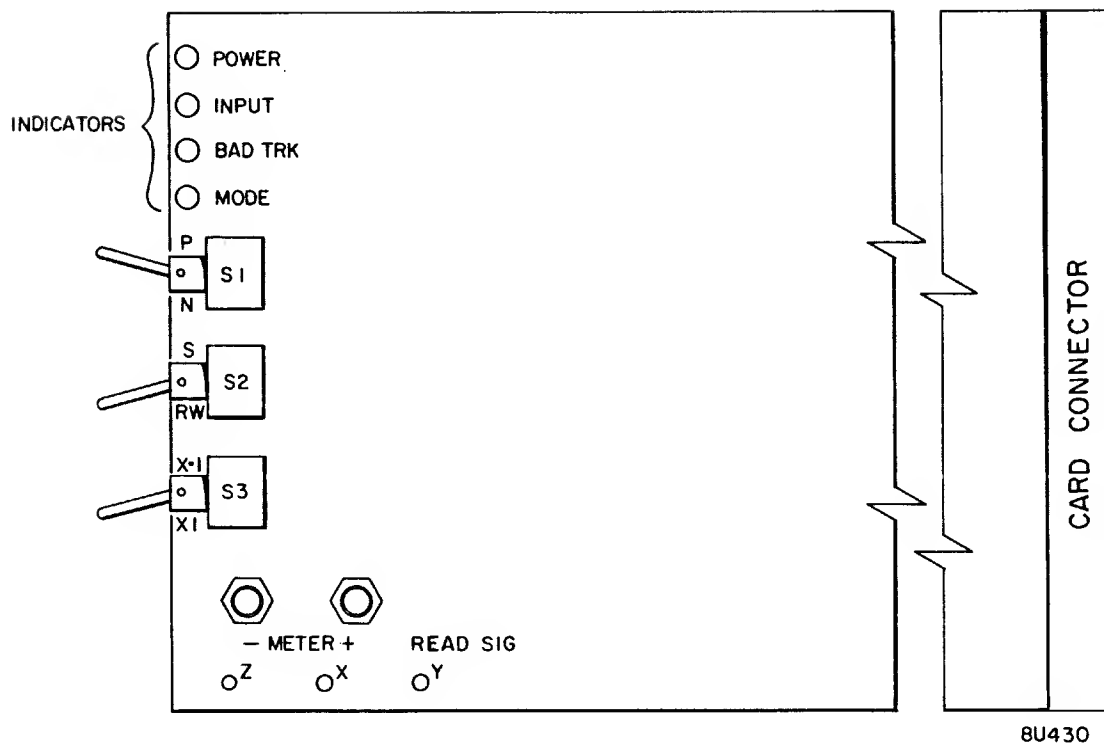 INDICATORS
POWER
INPUT
BAD TRK
MODE
P
S1
N
S
S2
RW
X·1
S3
X1
– METER +
READ SIG
Z
X
Y
CARD CONNECTOR
8U430